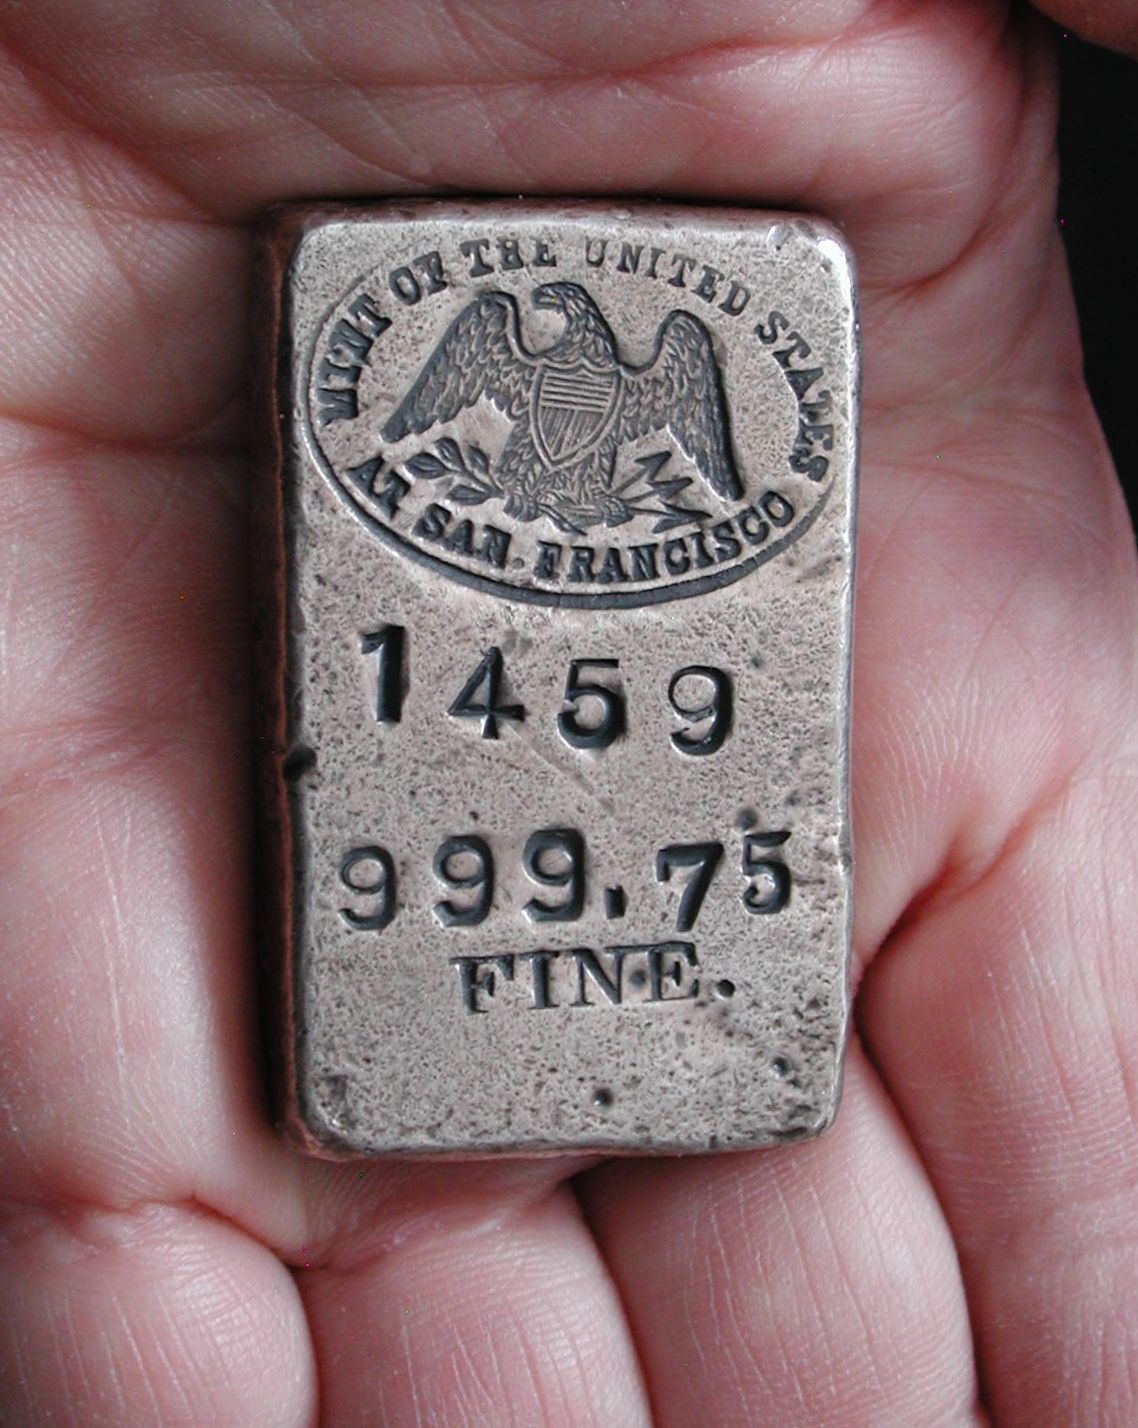 MINT OF THE UNITED STATES
AT SAN FRANCISCO
1459
999.75
FINE.